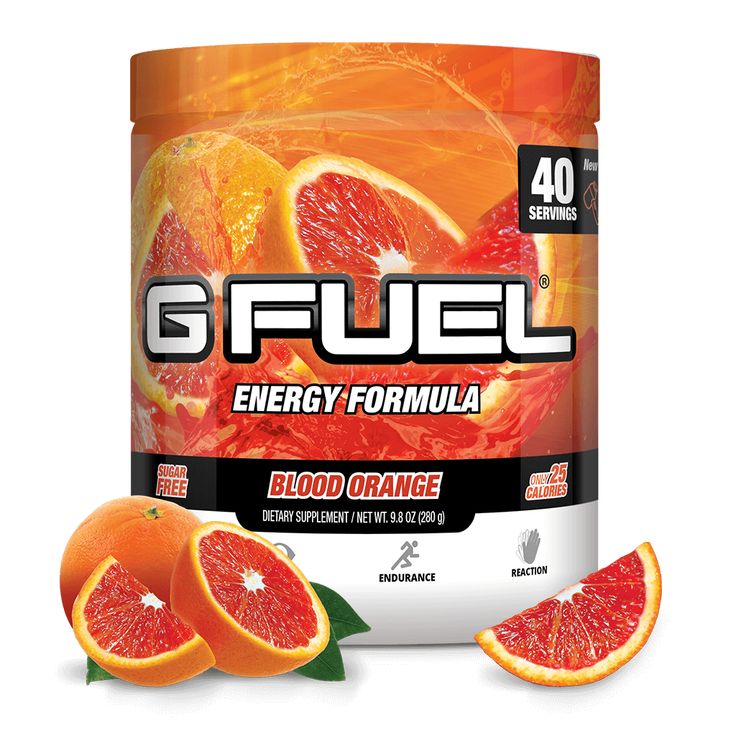 40
SERVINGS
New
G FUEL®
ENERGY FORMULA
SUGAR
FREE
BLOOD ORANGE
ONLY 25
CALORIES
DIETARY SUPPLEMENT / NET WT. 9.8 OZ (280 g)
ENDURANCE
REACTION